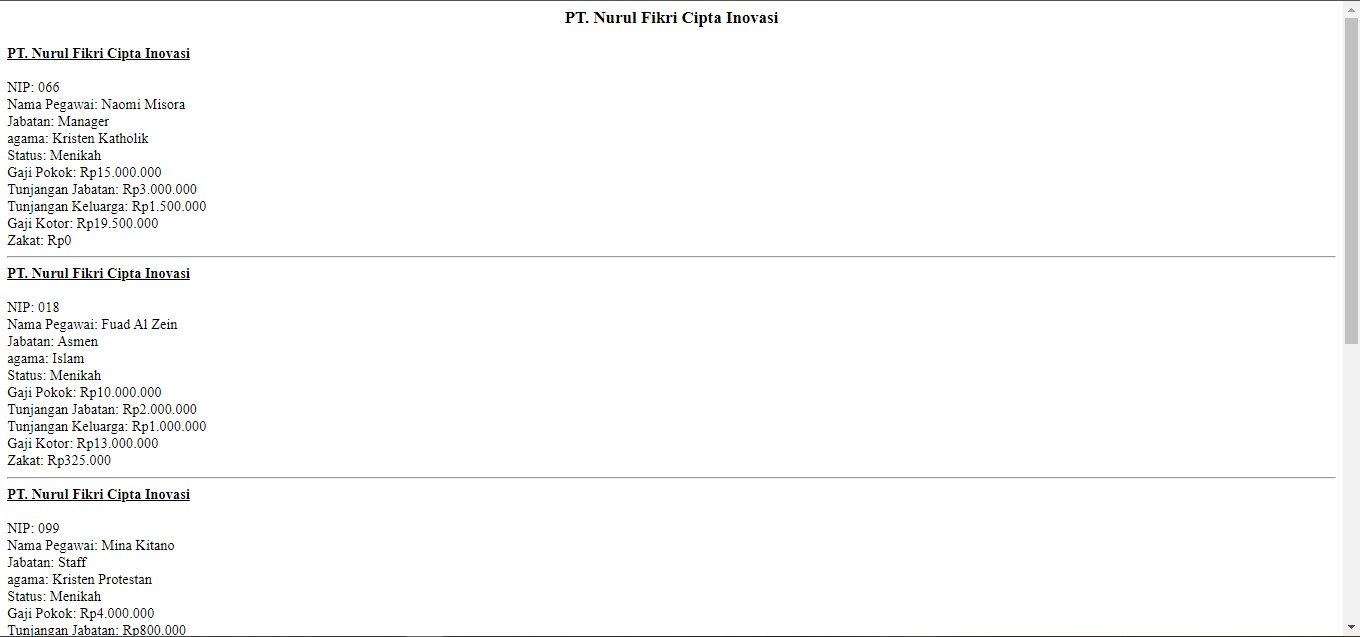 PT. Nurul Fikri Cipta Inovasi
PT. Nurul Fikri Cipta Inovasi
NIP: 066
Nama Pegawai: Naomi Misora
Jabatan: Manager
agama: Kristen Katholik
Status: Menikah
Gaji Pokok: Rp15.000.000
Tunjangan Jabatan: Rp3.000.000
Tunjangan Keluarga: Rp1.500.000
Gaji Kotor: Rp19.500.000
Zakat: Rp0
PT. Nurul Fikri Cipta Inovasi
NIP: 018
Nama Pegawai: Fuad Al Zein
Jabatan: Asmen
agama: Islam
Status: Menikah
Gaji Pokok: Rp10.000.000
Tunjangan Jabatan: Rp2.000.000
Tunjangan Keluarga: Rp1.000.000
Gaji Kotor: Rp13.000.000
Zakat: Rp325.000
PT. Nurul Fikri Cipta Inovasi
NIP: 099
Nama Pegawai: Mina Kitano
Jabatan: Staff
agama: Kristen Protestan
Status: Menikah
Gaji Pokok: Rp4.000.000
Tunjangan Jabatan: Rp800.000